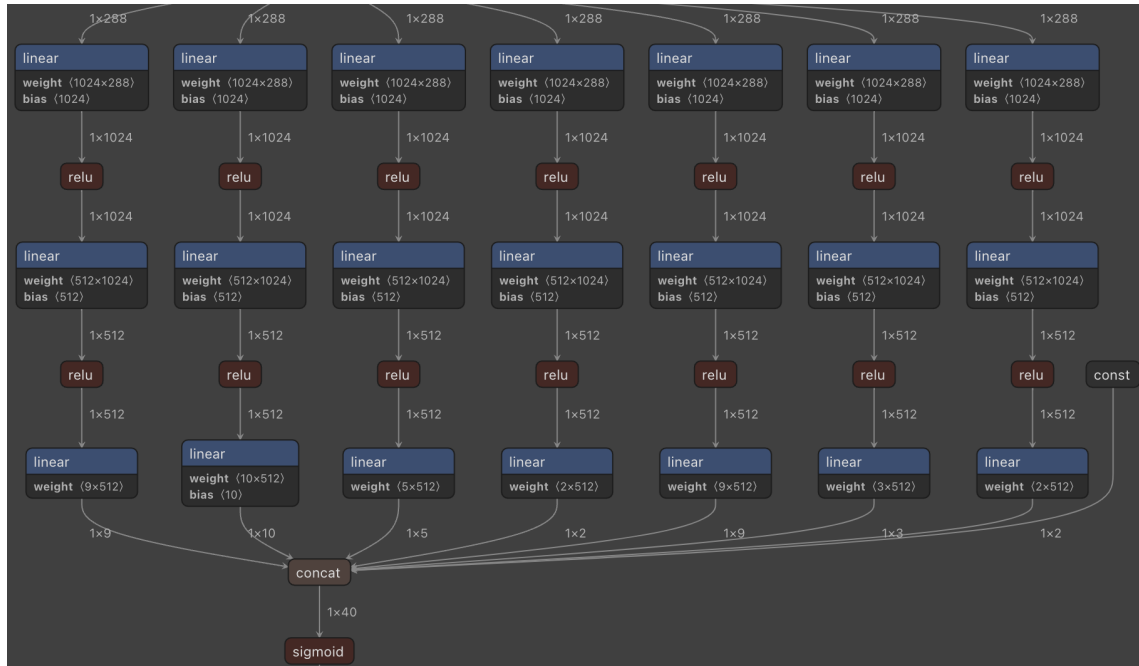 1×288 1×288 1×288 1×288 1×288 1×288 1×288
linear linear linear linear linear linear linear
weight ⟨1024×288⟩ weight ⟨1024×288⟩ weight ⟨1024×288⟩ weight ⟨1024×288⟩ weight ⟨1024×288⟩ weight ⟨1024×288⟩ weight ⟨1024×288⟩
bias ⟨1024⟩ bias ⟨1024⟩ bias ⟨1024⟩ bias ⟨1024⟩ bias ⟨1024⟩ bias ⟨1024⟩ bias ⟨1024⟩
1×1024 1×1024 1×1024 1×1024 1×1024 1×1024 1×1024
relu relu relu relu relu relu relu
1×1024 1×1024 1×1024 1×1024 1×1024 1×1024 1×1024
linear linear linear linear linear linear linear
weight ⟨512×1024⟩ weight ⟨512×1024⟩ weight ⟨512×1024⟩ weight ⟨512×1024⟩ weight ⟨512×1024⟩ weight ⟨512×1024⟩ weight ⟨512×1024⟩
bias ⟨512⟩ bias ⟨512⟩ bias ⟨512⟩ bias ⟨512⟩ bias ⟨512⟩ bias ⟨512⟩ bias ⟨512⟩
1×512 1×512 1×512 1×512 1×512 1×512 1×512
relu relu relu relu relu relu relu const
1×512 1×512 1×512 1×512 1×512 1×512 1×512
linear linear linear linear linear linear linear
weight ⟨9×512⟩ weight ⟨10×512⟩ weight ⟨5×512⟩ weight ⟨2×512⟩ weight ⟨9×512⟩ weight ⟨3×512⟩ weight ⟨2×512⟩
bias ⟨10⟩
1×9 1×10 1×5 1×2 1×9 1×3 1×2
concat
1×40
sigmoid